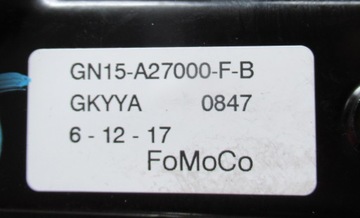 GN15-A27000-F-B
GKYYA 0847
6 - 12 - 17
FoMoCo